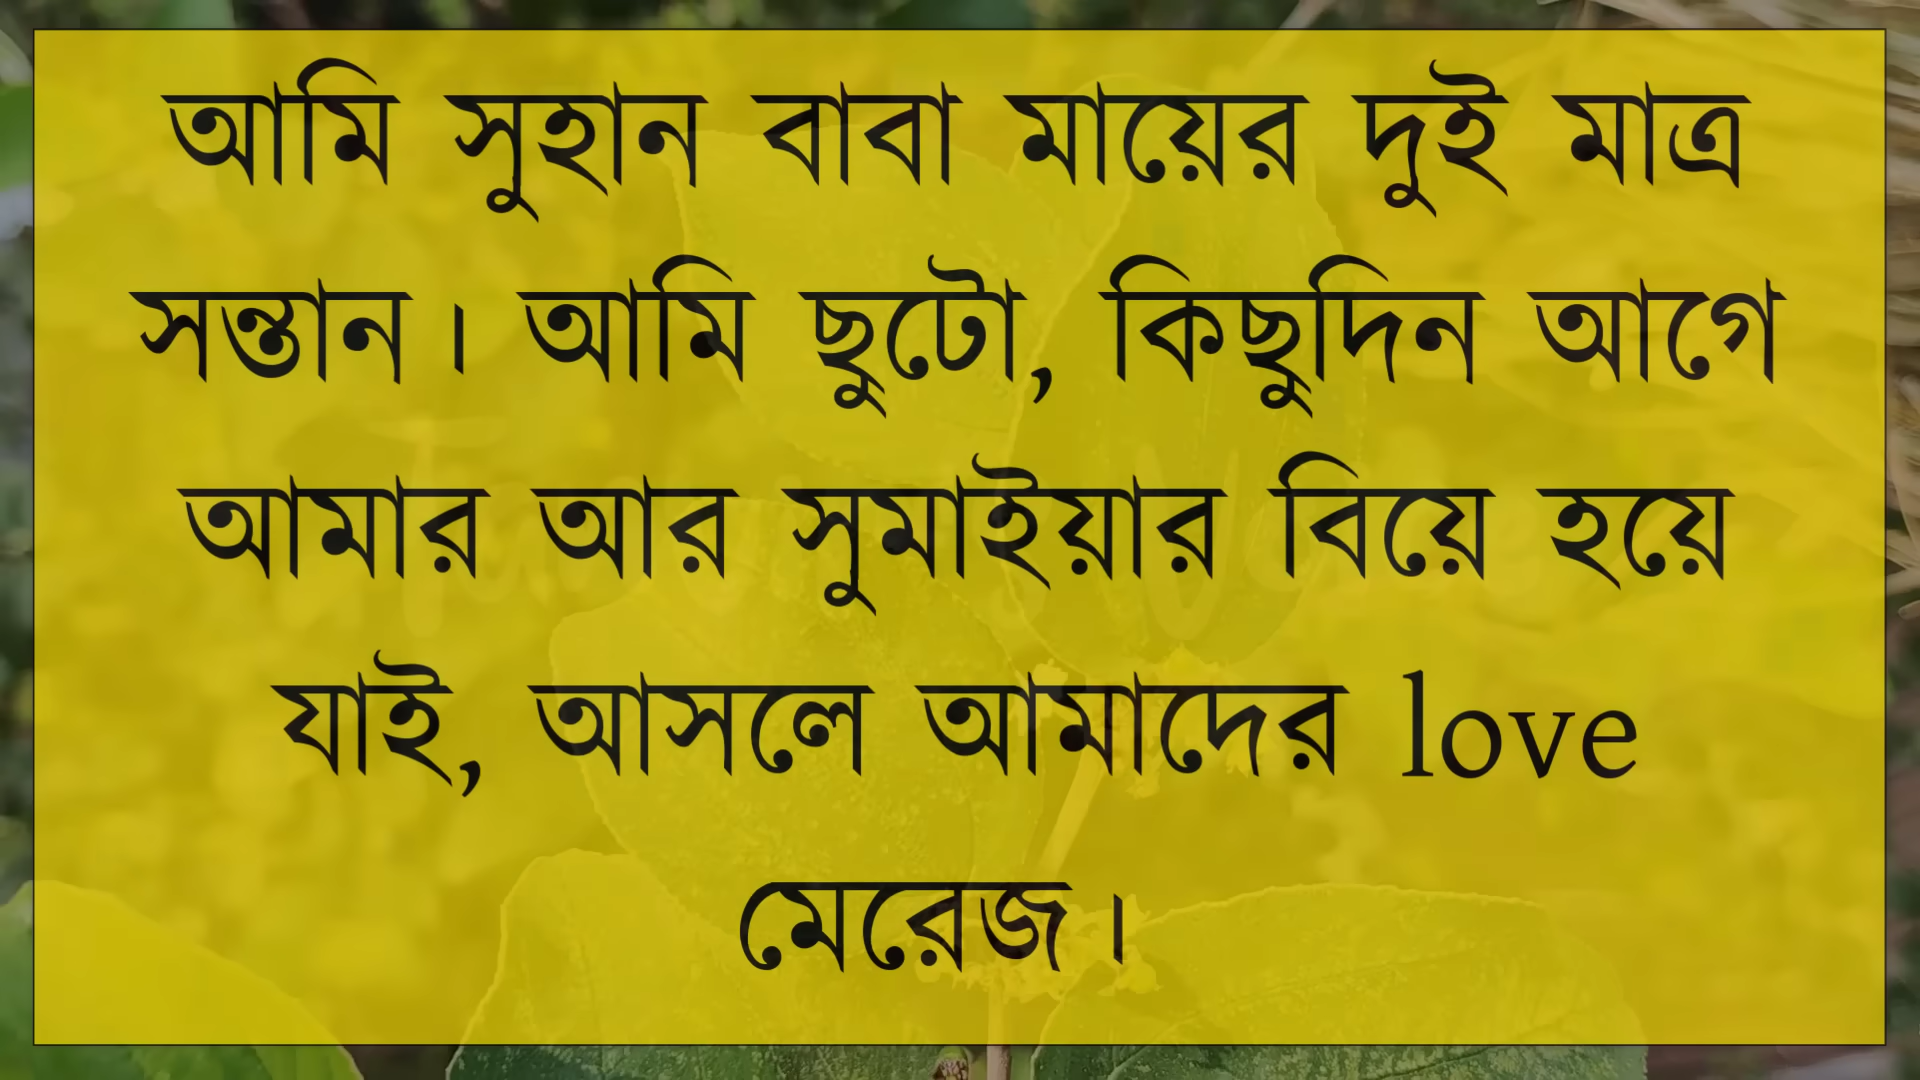 আমি সুহান বাবা মায়ের দুই মাত্র
সন্তান। আমি ছুটো, কিছুদিন আগে
আমার আর সুমাইয়ার বিয়ে হয়ে
যাই, আসলে আমাদের love
মেরেজ।